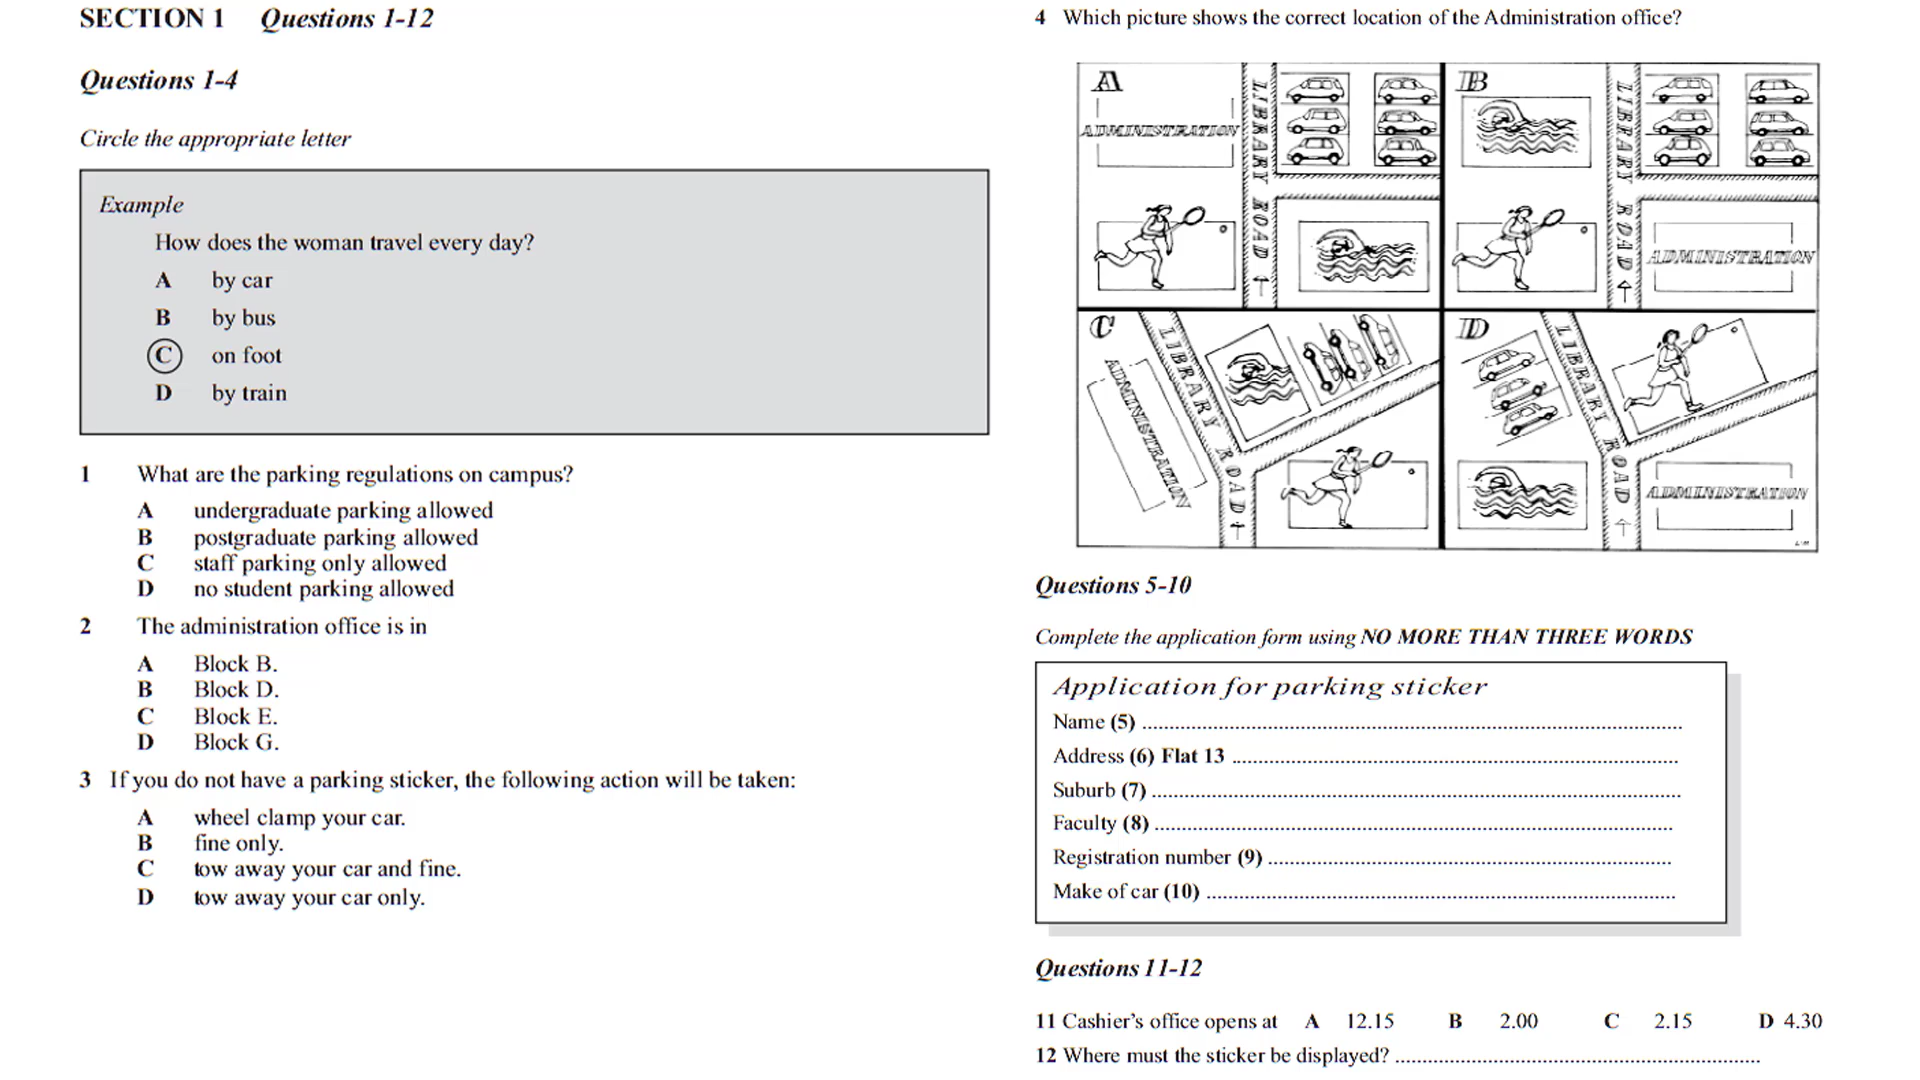 SECTION 1 Questions 1-12
Questions 1-4
Circle the appropriate letter
Example
How does the woman travel every day?
A by car
B by bus
C on foot
D by train
1 What are the parking regulations on campus?
A undergraduate parking allowed
B postgraduate parking allowed
C staff parking only allowed
D no student parking allowed
2 The administration office is in
A Block B.
B Block D.
C Block E.
D Block G.
3 If you do not have a parking sticker, the following action will be taken:
A wheel clamp your car.
B fine only.
C tow away your car and fine.
D tow away your car only.
4 Which picture shows the correct location of the Administration office?
A
ADMINISTRATION
LIBRARY ROAD
B
LIBRARY ROAD
ADMINISTRATION
C
ADMINISTRATION
LIBRARY ROAD
D
LIBRARY ROAD
ADMINISTRATION
Questions 5-10
Complete the application form using NO MORE THAN THREE WORDS
Application for parking sticker
Name (5)
Address (6) Flat 13
Suburb (7)
Faculty (8)
Registration number (9)
Make of car (10)
Questions 11-12
11 Cashier's office opens at A 12.15 B 2.00 C 2.15 D 4.30
12 Where must the sticker be displayed?